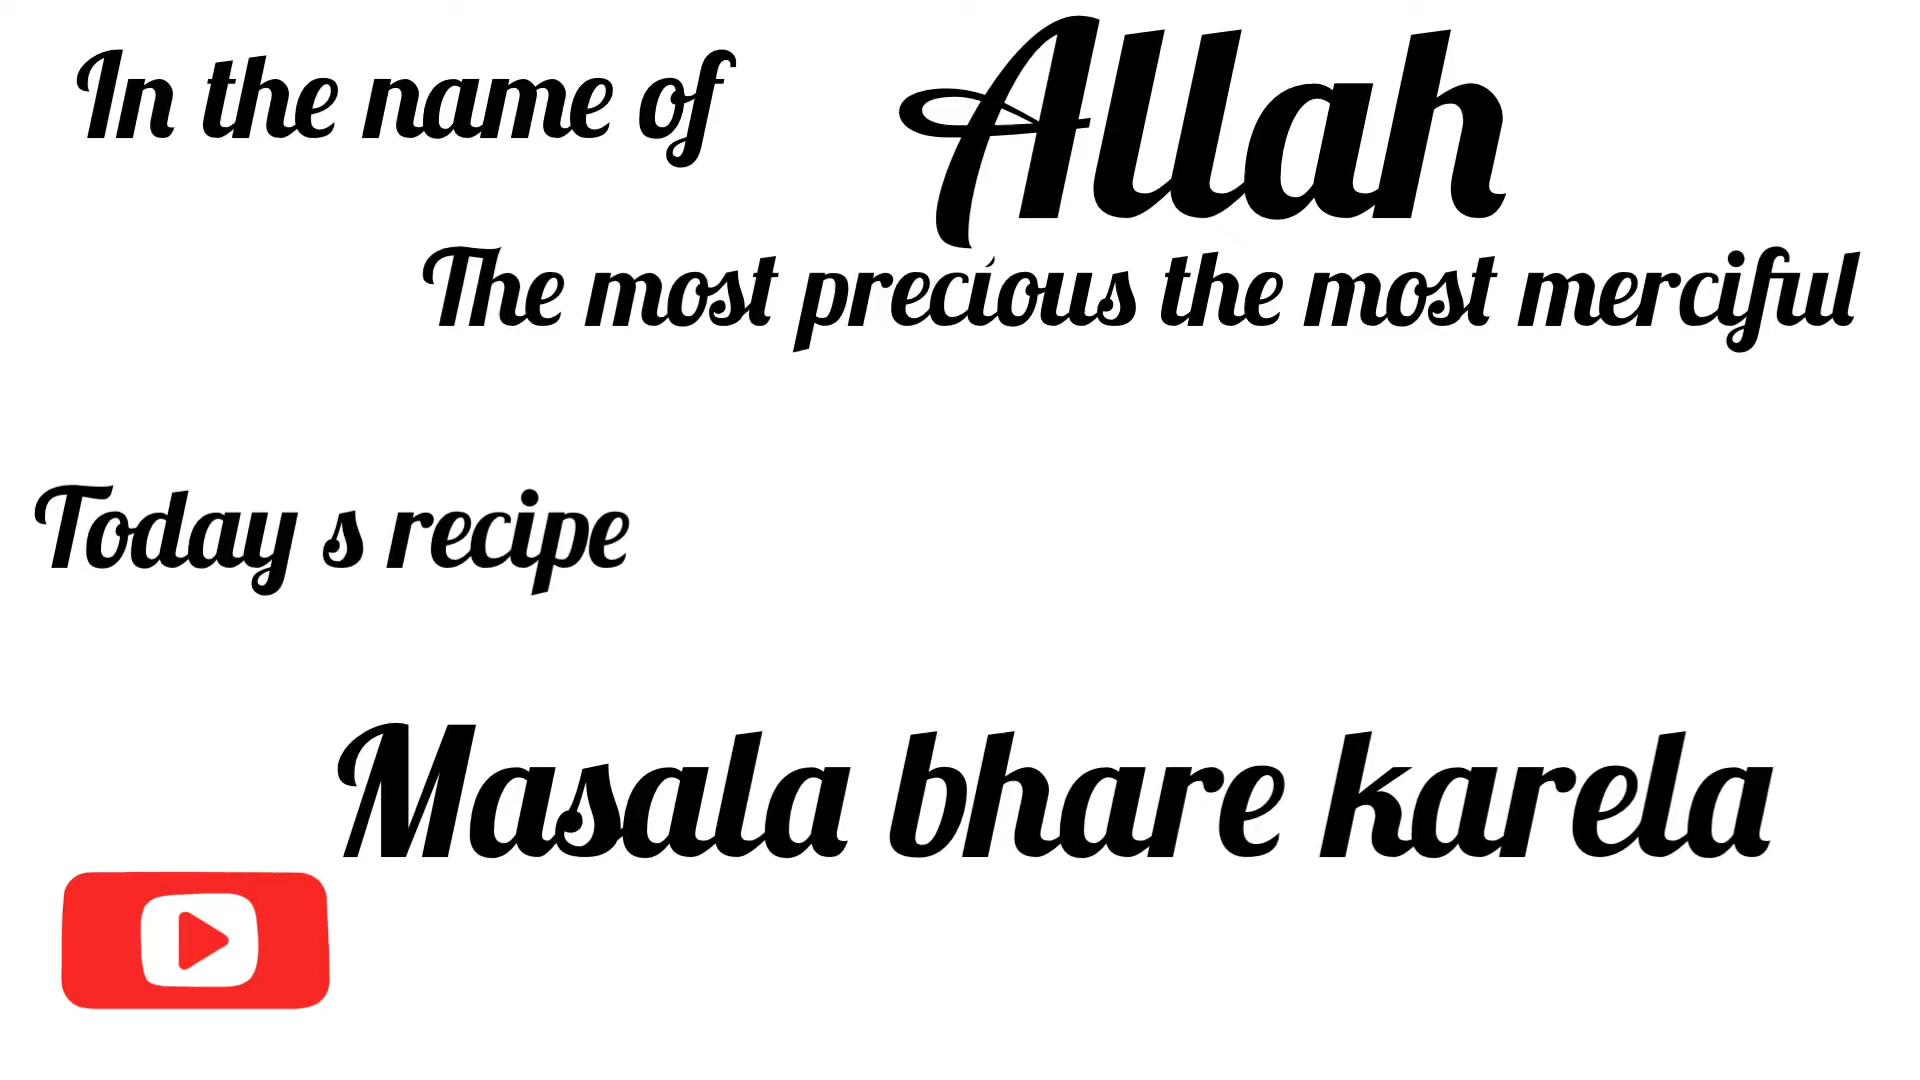 In the name of Allah
The most precious the most merciful
Today s recipe
Masala bhare karela